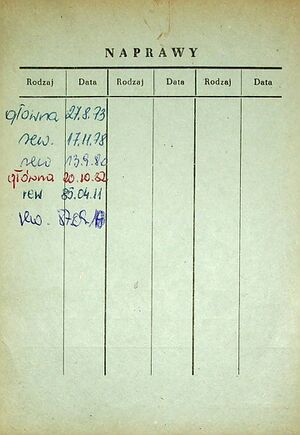 NAPRAWY
Rodzaj Data Rodzaj Data Rodzaj Data
główna 27.8.73
rew. 17.11.78
rew 13.9.80
główna 20.10.82
rew 85.04.11
rew.